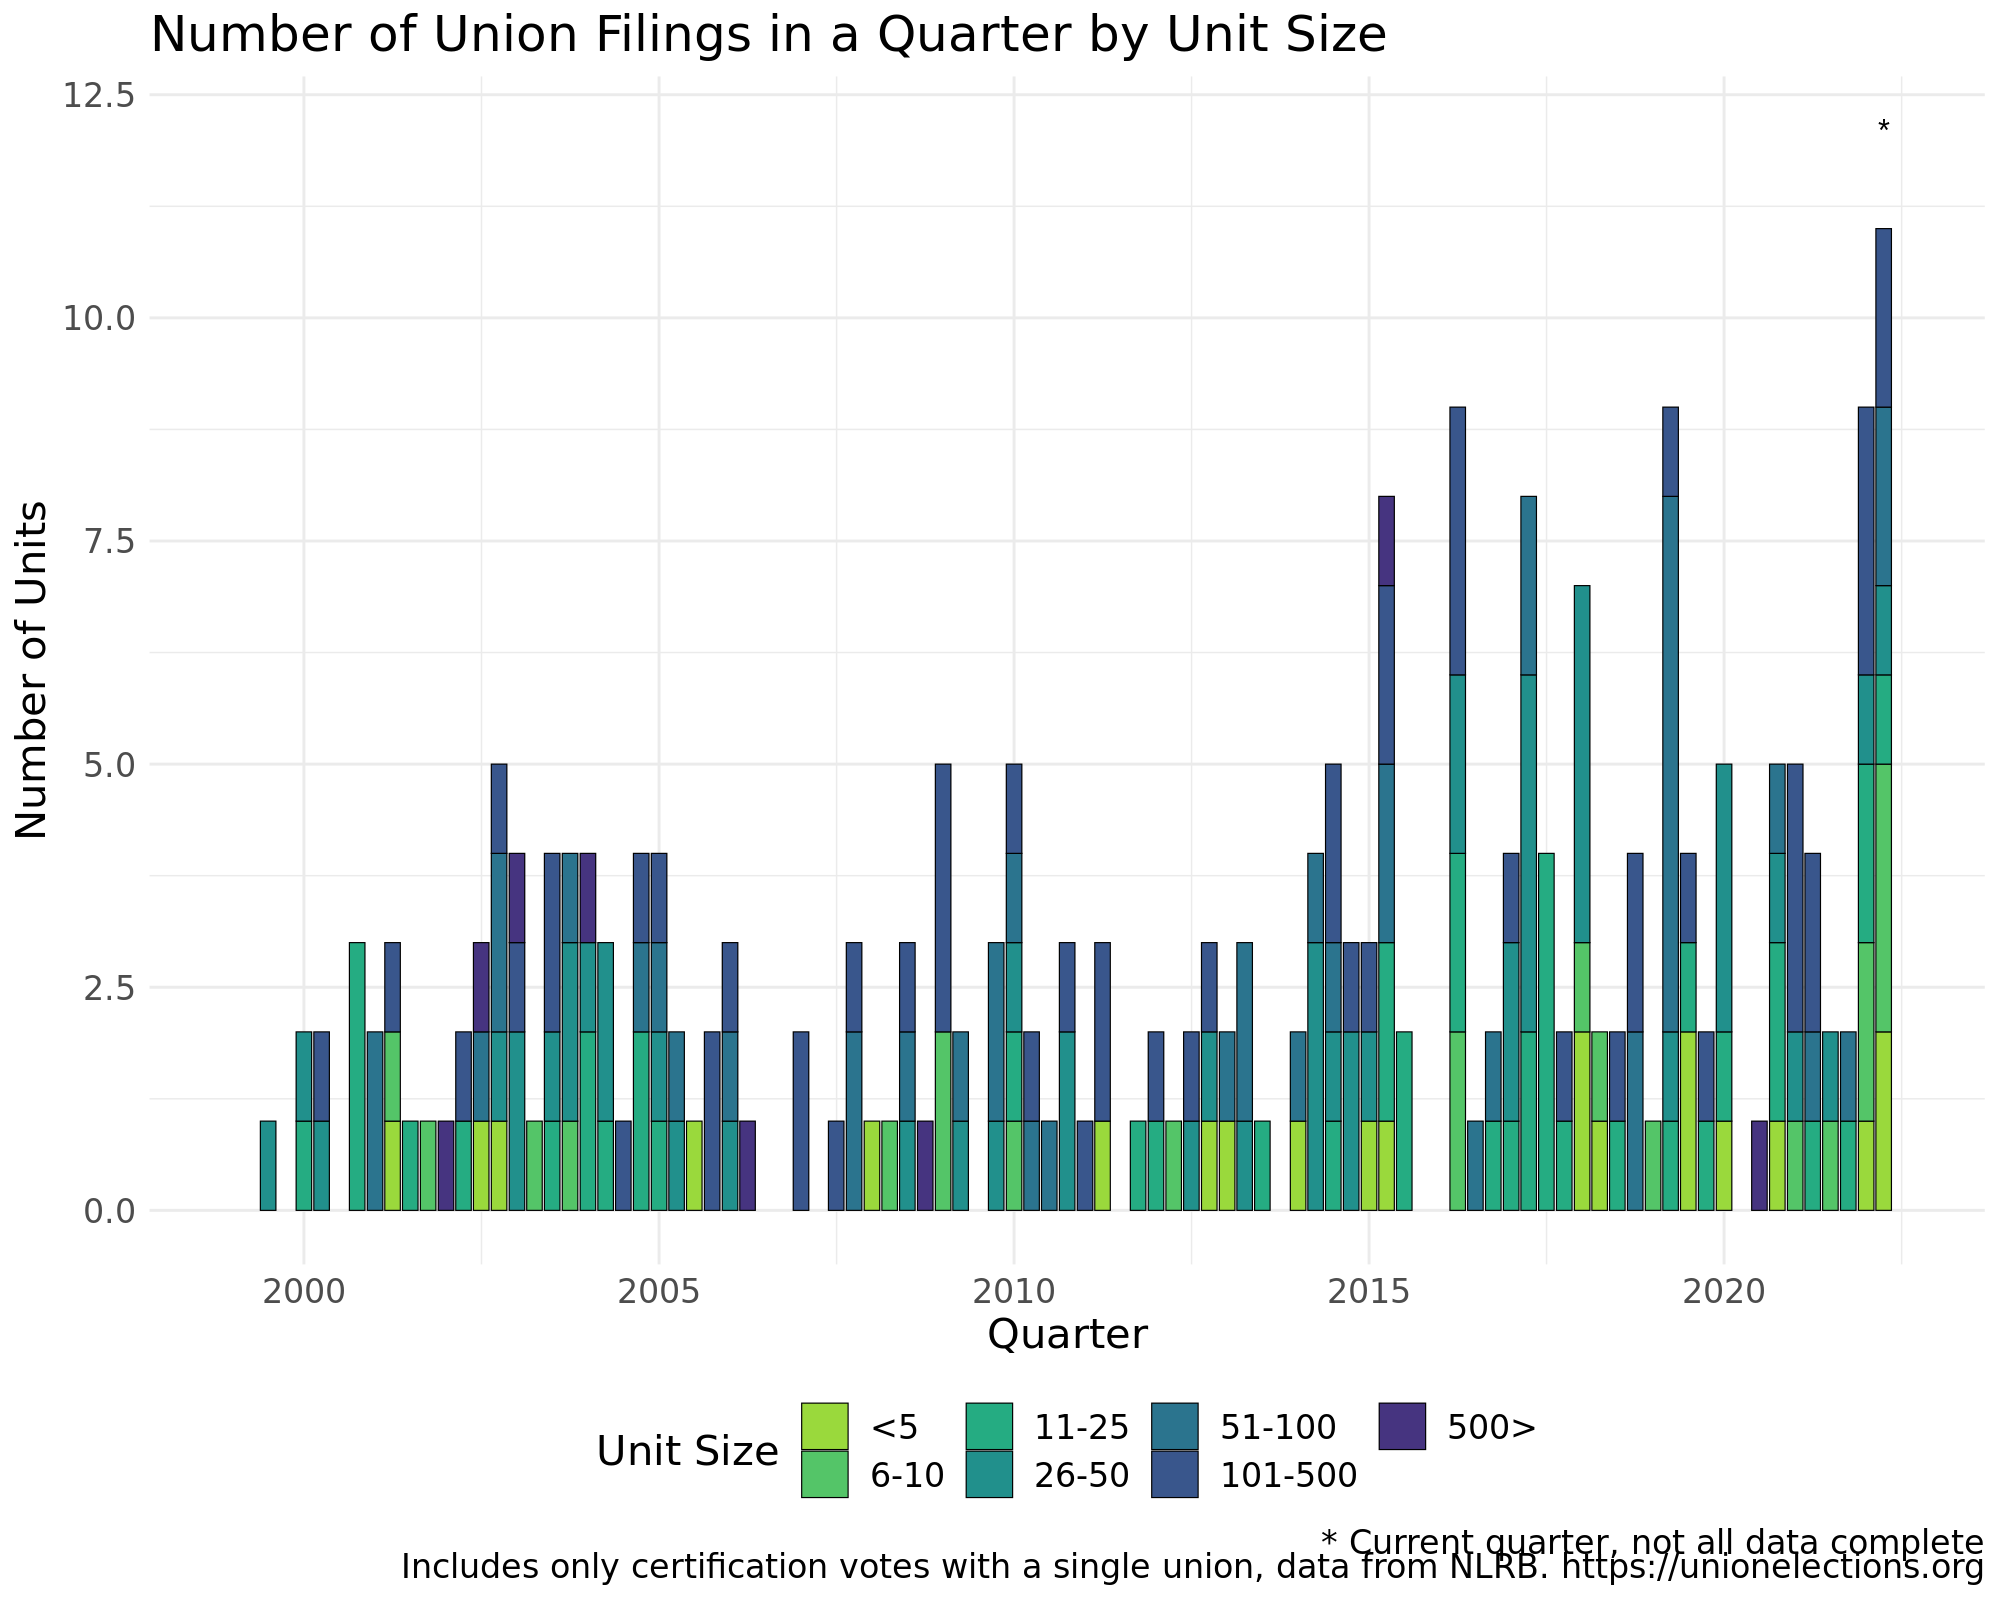 Number of Union Filings in a Quarter by Unit Size
12.5
*
10.0
7.5
5.0
2.5
0.0
Number of Units
2000 2005 2010 2015 2020
Quarter
Unit Size
<5 11-25 51-100 500>
6-10 26-50 101-500
* Current quarter, not all data complete
Includes only certification votes with a single union, data from NLRB. https://unionelections.org